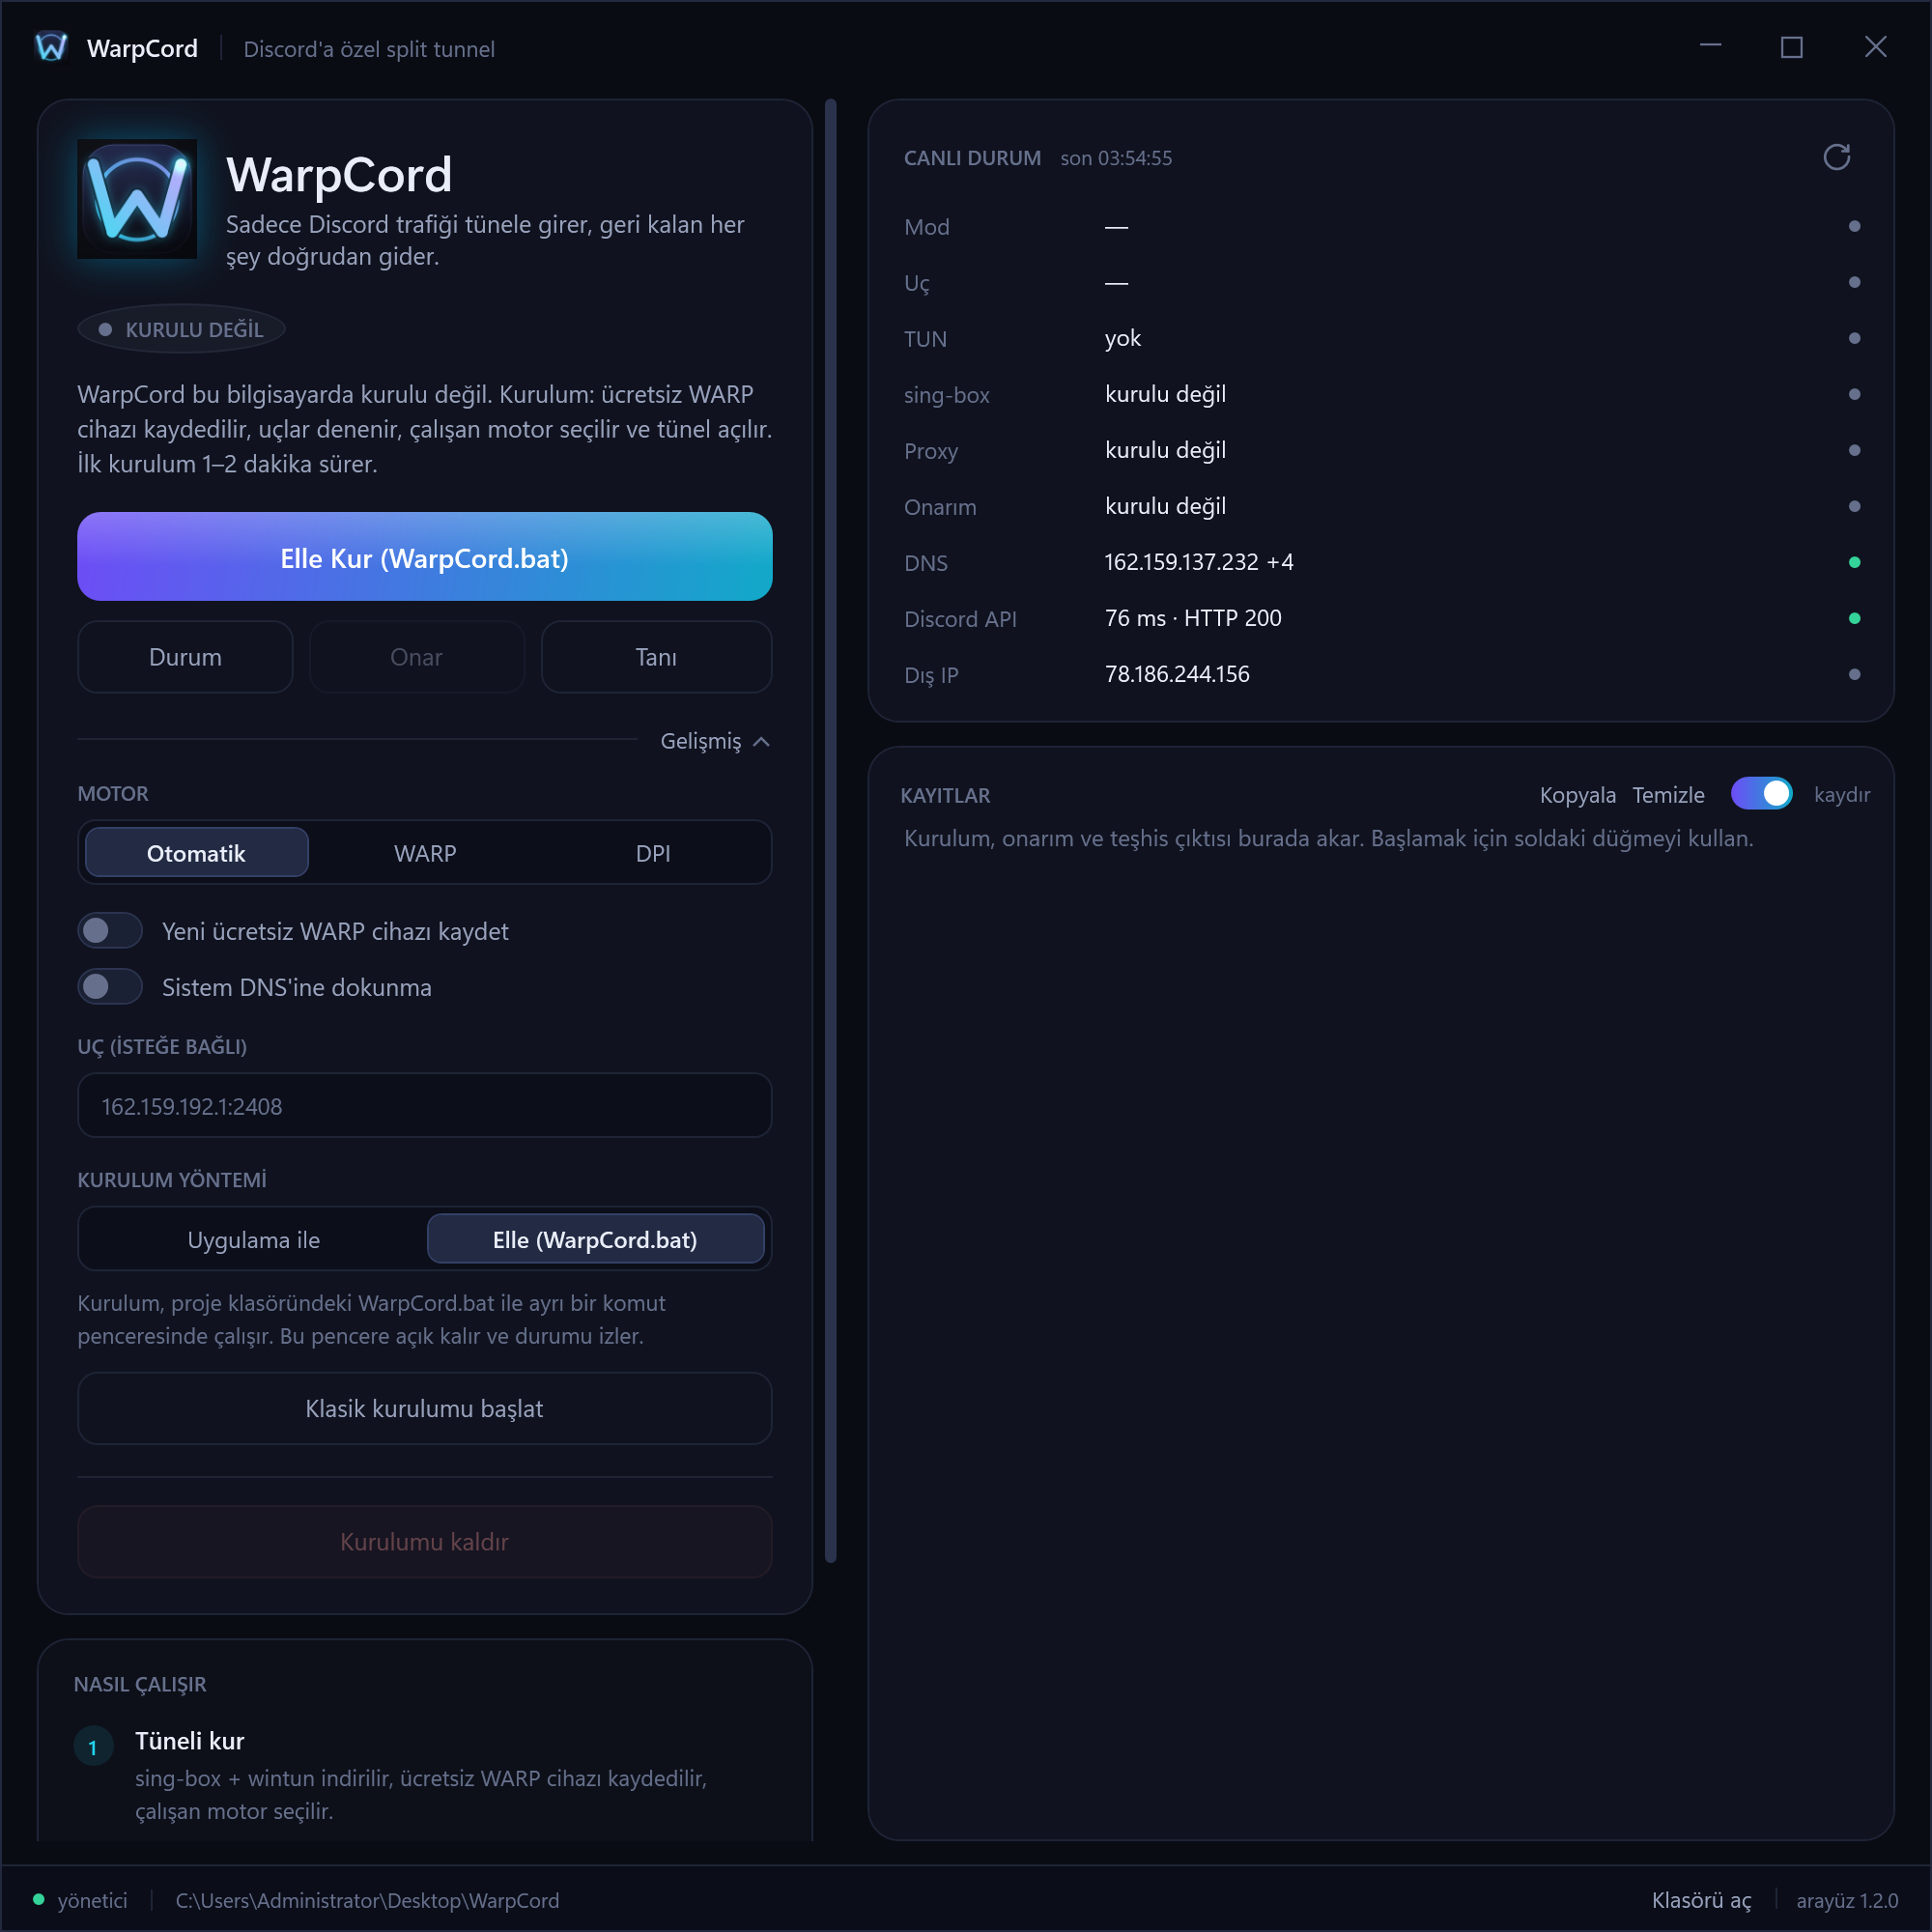 WarpCord
Discord'a özel split tunnel
WarpCord
Sadece Discord trafiği tünele girer, geri kalan her
şey doğrudan gider.
KURULU DEĞİL
WarpCord bu bilgisayarda kurulu değil. Kurulum: ücretsiz WARP
cihazı kaydedilir, uçlar denenir, çalışan motor seçilir ve tünel açılır.
İlk kurulum 1–2 dakika sürer.
Elle Kur (WarpCord.bat)
Durum
Onar
Tanı
Gelişmiş
MOTOR
Otomatik
WARP
DPI
Yeni ücretsiz WARP cihazı kaydet
Sistem DNS'ine dokunma
UÇ (İSTEĞE BAĞLI)
162.159.192.1:2408
KURULUM YÖNTEMİ
Uygulama ile
Elle (WarpCord.bat)
Kurulum, proje klasöründeki WarpCord.bat ile ayrı bir komut
penceresinde çalışır. Bu pencere açık kalır ve durumu izler.
Klasik kurulumu başlat
Kurulumu kaldır
NASIL ÇALIŞIR
1
Tüneli kur
sing-box + wintun indirilir, ücretsiz WARP cihazı kaydedilir,
çalışan motor seçilir.
CANLI DURUM son 03:54:55
Mod —
Uç —
TUN yok
sing-box kurulu değil
Proxy kurulu değil
Onarım kurulu değil
DNS 162.159.137.232 +4
Discord API 76 ms · HTTP 200
Dış IP 78.186.244.156
KAYITLAR
Kopyala
Temizle
kaydır
Kurulum, onarım ve teşhis çıktısı burada akar. Başlamak için soldaki düğmeyi kullan.
yönetici
C:\Users\Administrator\Desktop\WarpCord
Klasörü aç
arayüz 1.2.0